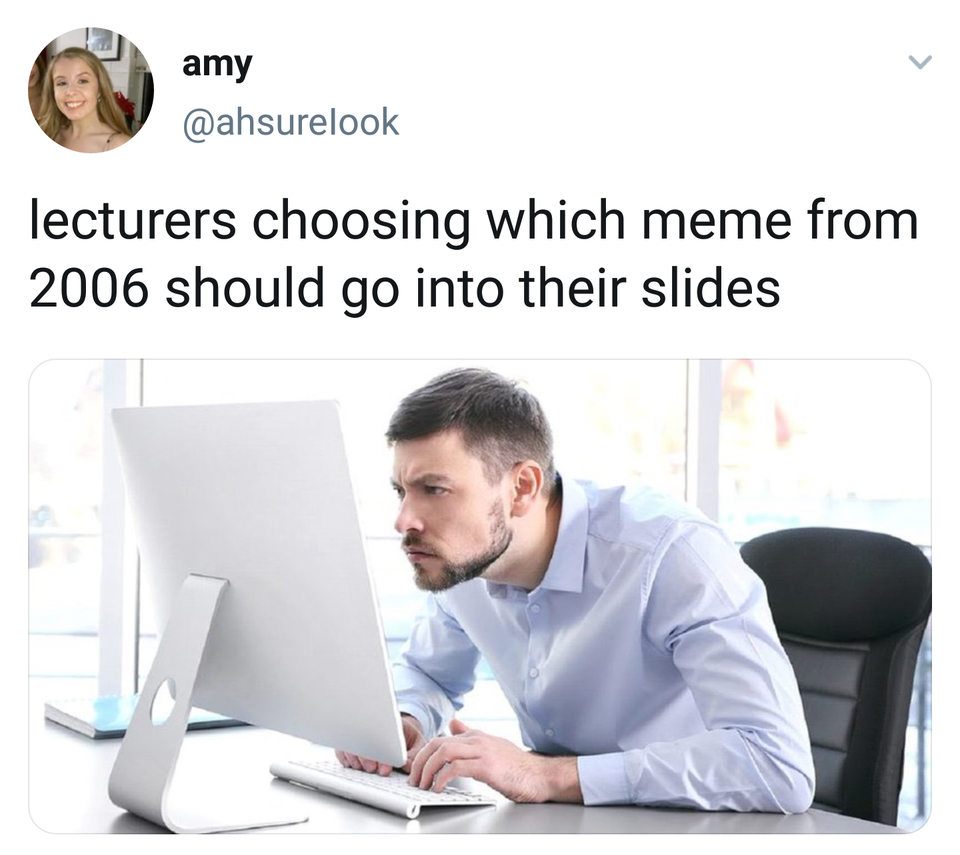 amy
@ahsurelook
lecturers choosing which meme from
2006 should go into their slides